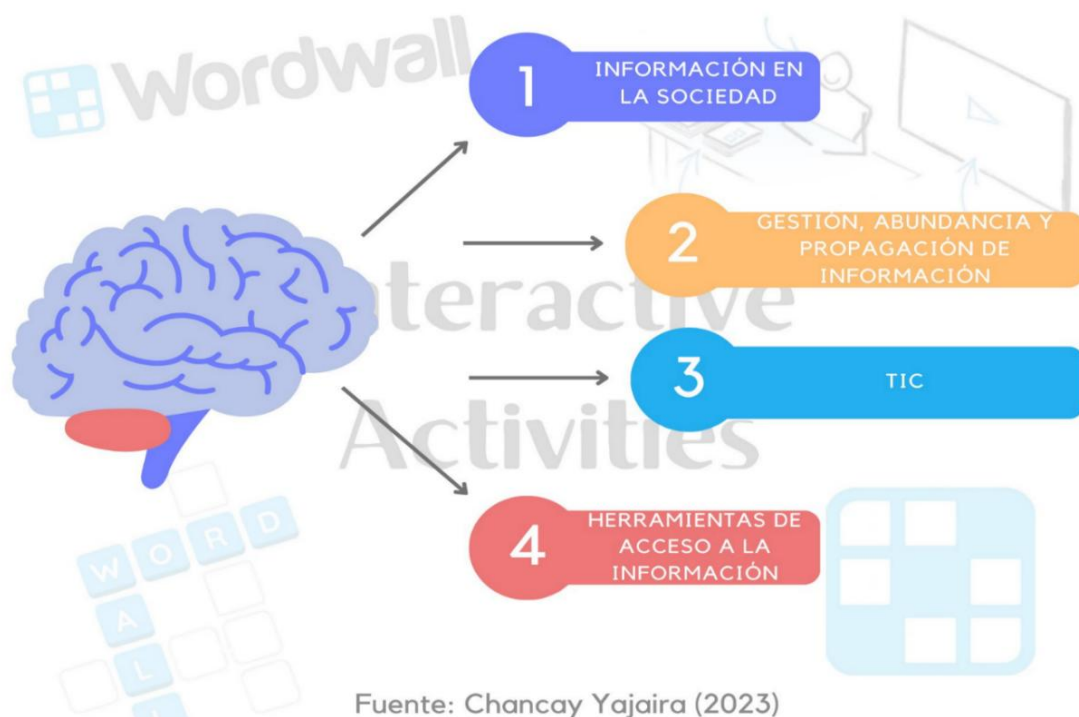 Wordwall
1
INFORMACIÓN EN
LA SOCIEDAD
2
GESTIÓN, ABUNDANCIA Y
PROPAGACIÓN DE
INFORMACIÓN
nteractive
3
TIC
Activities
4
HERRAMIENTAS DE
ACCESO A LA
INFORMACIÓN
WORD
WALL
Fuente: Chancay Yajaira (2023)